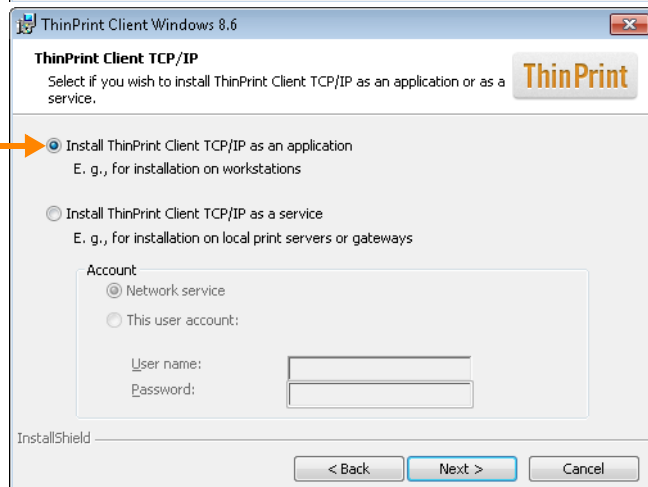 ThinPrint Client Windows 8.6
ThinPrint Client TCP/IP
Select if you wish to install ThinPrint Client TCP/IP as an application or as a
service.
ThinPrint
Install ThinPrint Client TCP/IP as an application
E. g., for installation on workstations
Install ThinPrint Client TCP/IP as a service
E. g., for installation on local print servers or gateways
Account
Network service
This user account:
User name:
Password:
InstallShield
< Back
Next >
Cancel